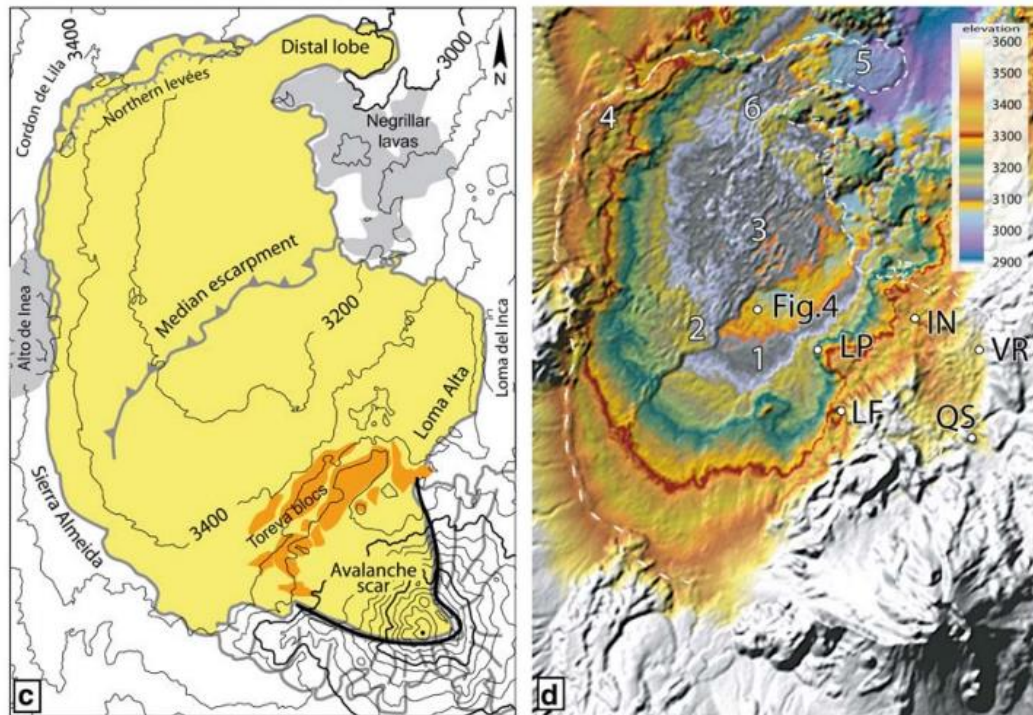 3400
Distal lobe
3000
N
Cordon de Lila
Northern levées
Negrillar
lavas
Median escarpment
Alto de Inea
3200
Loma Alta
Loma del Inca
Sierra Almeida
3400
Toreva blocs
Avalanche
scar
c
elevation
3600
3500
3400
3300
3200
3100
3000
2900
5
4
6
3
Fig.4
2
1
LP
IN
VR
LF
QS
d